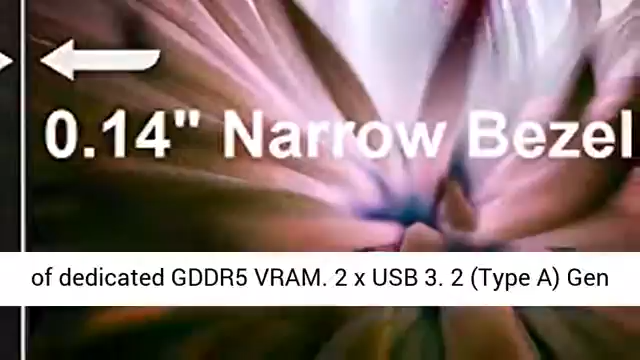 0.14" Narrow Bezel
of dedicated GDDR5 VRAM. 2 x USB 3. 2 (Type A) Gen